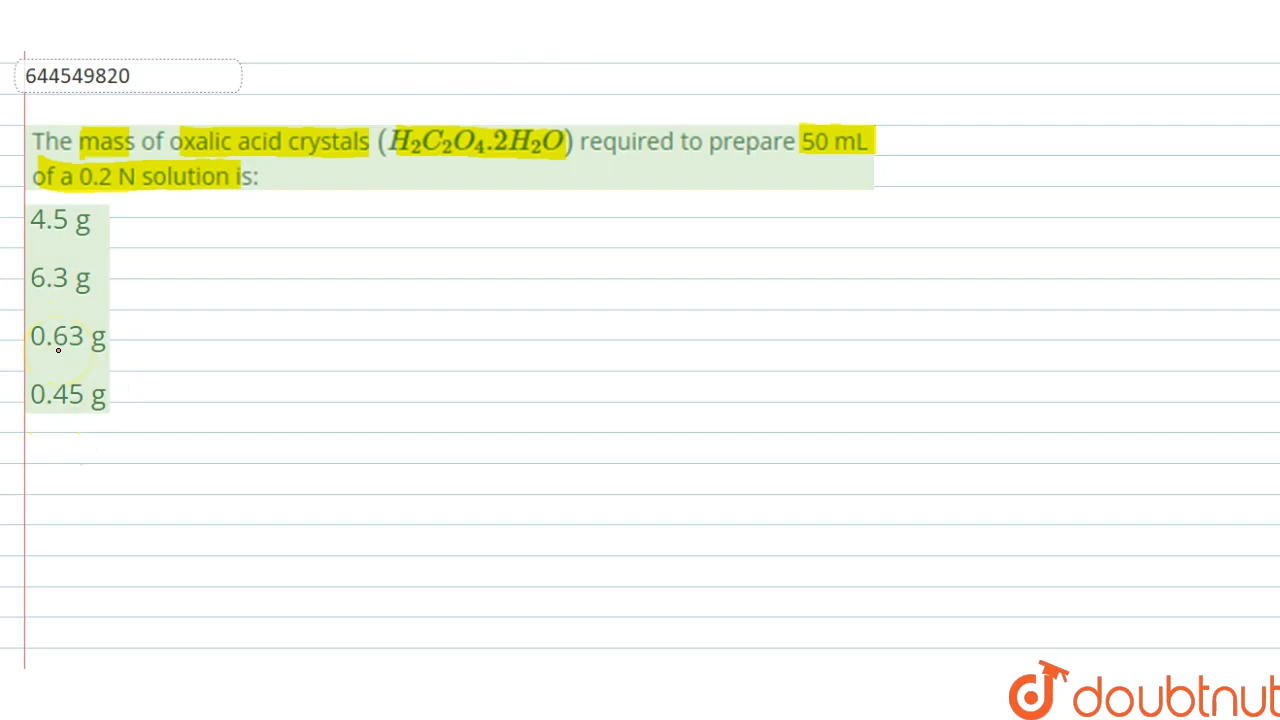 644549820
The mass of oxalic acid crystals (H₂C₂O₄.2H₂O) required to prepare 50 mL
of a 0.2 N solution is:
4.5 g
6.3 g
0.63 g
0.45 g
doubtnut